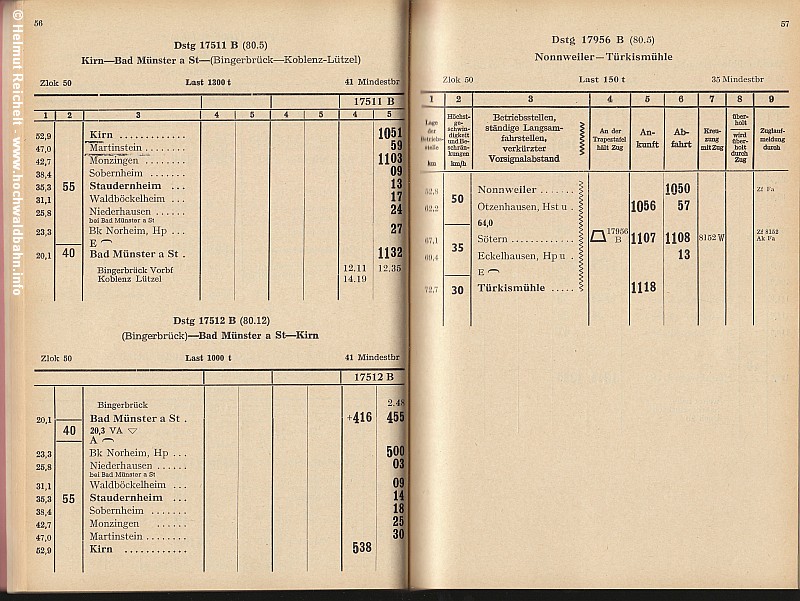 © Helmut Reichelt - www.hochwaldbahn.info
56
Dstg 17511 B (80.5)
Kirn—Bad Münster a St—(Bingerbrück—Koblenz-Lützel)
Zlok 50 Last 1300 t 41 Mindestbr
17511 B
1 2 3 4 5 4 5 4 5
52,9 Kirn 1051
47,0 Martinstein 59
42,7 Monzingen 1103
38,4 Sobernheim 09
35,3 55 Staudernheim 13
31,1 Waldböckelheim 17
25,8 Niederhausen 24
bei Bad Münster a St
23,3 Bk Norheim, Hp 27
E
20,1 40 Bad Münster a St 1132
Bingerbrück Vorbf 12.11 12.35
Koblenz Lützel 14.19
Dstg 17512 B (80.12)
(Bingerbrück)—Bad Münster a St—Kirn
Zlok 50 Last 1000 t 41 Mindestbr
17512 B
Bingerbrück 2.48
20,1 Bad Münster a St +416 455
40 20,3 VA
A
23,3 Bk Norheim, Hp 500
25,8 Niederhausen 03
bei Bad Münster a St
31,1 Waldböckelheim 09
35,3 55 Staudernheim 14
38,4 Sobernheim 18
42,7 Monzingen 25
47,0 Martinstein 30
52,9 Kirn 538
57
Dstg 17956 B (80.5)
Nonnweiler—Türkismühle
Zlok 50 Last 150 t 35 Mindestbr
1 2 3 4 5 6 7 8 9
Lage der Betriebsstelle km
Höchstgeschwindigkeit und Beschränkungen km/h
Betriebsstellen, ständige Langsamfahrstellen, verkürzter Vorsignalabstand
An der Trapeztafel hält Zug
Ankunft
Abfahrt
Kreuzung mit Zug
überholt
wird überholt durch Zug
Zuglaufmeldung durch
52,8 Nonnweiler 1050 Zf Fa
62,2 50 Otzenhausen, Hst u 1056 57
64,0
67,1 Sötern 17956 B 1107 1108 8152 W Zf 8152 Ak Fa
69,4 35 Eckelhausen, Hp u 13
E
72,7 30 Türkismühle 1118